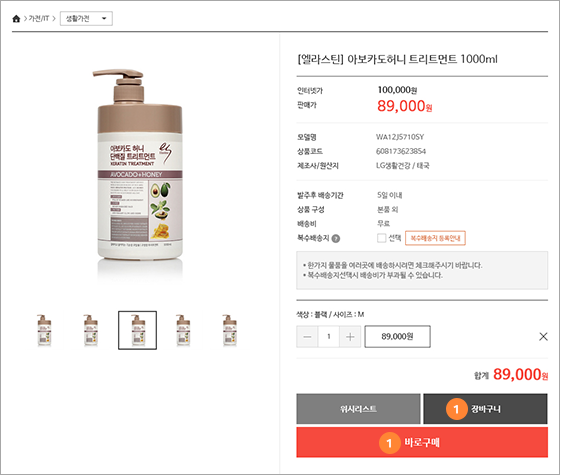 가전/IT
생활가전
[엘라스틴] 아보카도허니 트리트먼트 1000ml
인터넷가 100,000원
판매가 89,000원
모델명 WA12J5710SY
상품코드 608173623854
제조사/원산지 LG생활건강 / 태국
발주후 배송기간 5일 이내
상품 구성 본품 외
배송비 무료
복수배송지 ? 선택 복수배송지 등록안내
* 한가지 물품을 여러곳에 배송하시려면 체크해주시기 바랍니다.
* 복수배송지선택시 배송비가 부과될 수 있습니다.
색상 : 블랙 / 사이즈 : M
1 89,000원
합계 89,000원
위시리스트
1 장바구니
1 바로구매
아보카도 허니
단백질 트리트먼트
KERATIN TREATMENT
AVOCADO+HONEY